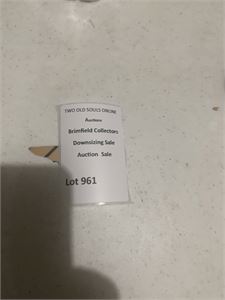 TWO OLD SOULS ONLINE
Auctions
Brimfield Collectors
Downsizing Sale
Auction Sale
Lot 961